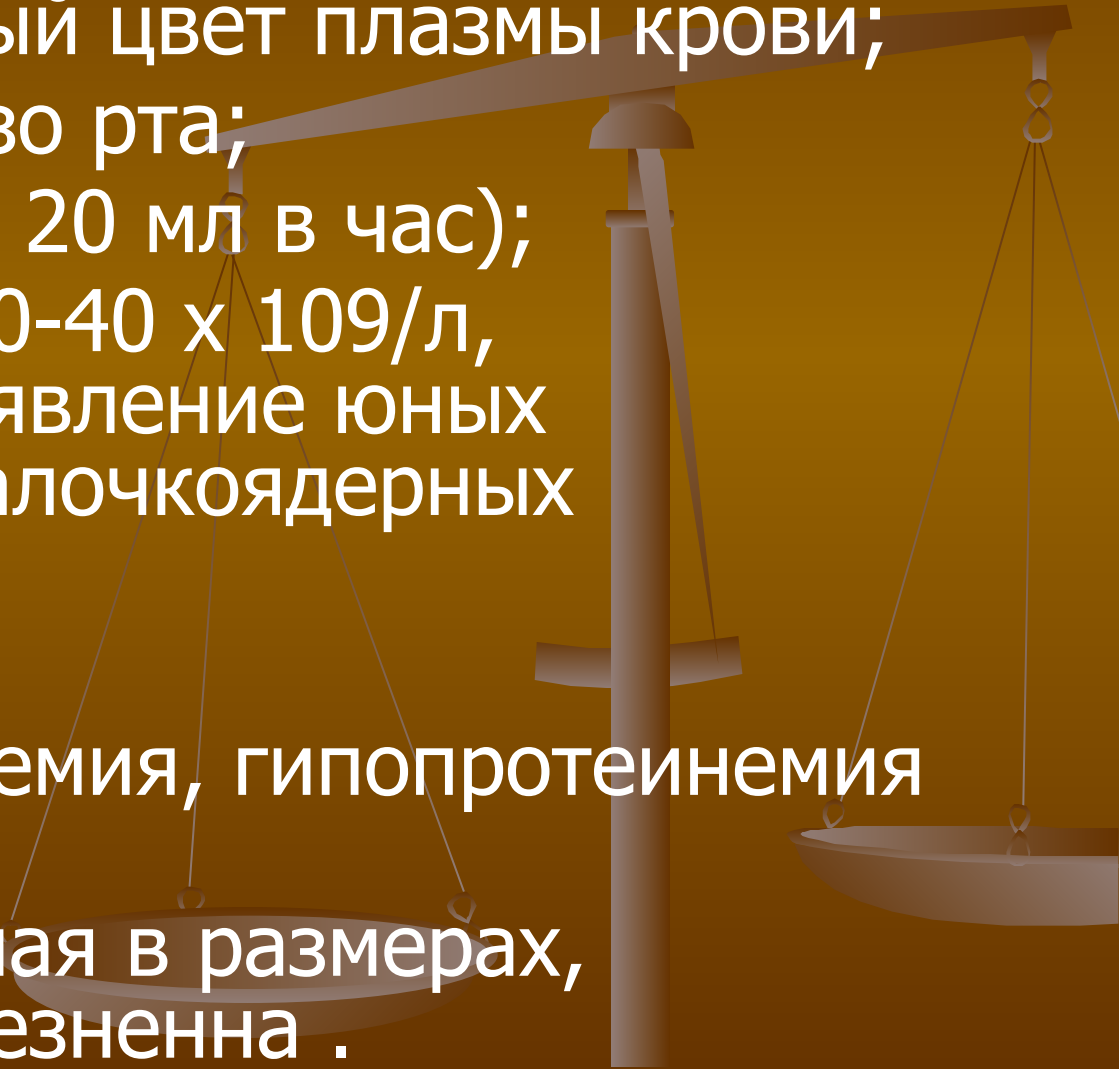 ый цвет плазмы крови;
во рта;
20 мл в час);
0-40 х 109/л,
явление юных
алочкоядерных
емия, гипопротеинемия
ная в размерах,
езненна .